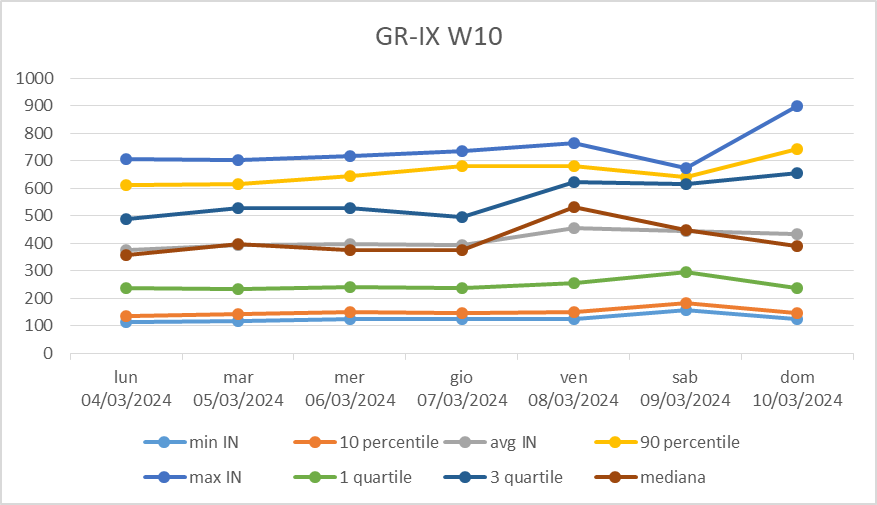 GR-IX W10
1000
900
800
700
600
500
400
300
200
100
0
lun mar mer gio ven sab dom
04/03/2024 05/03/2024 06/03/2024 07/03/2024 08/03/2024 09/03/2024 10/03/2024
min IN 10 percentile avg IN 90 percentile
max IN 1 quartile 3 quartile mediana